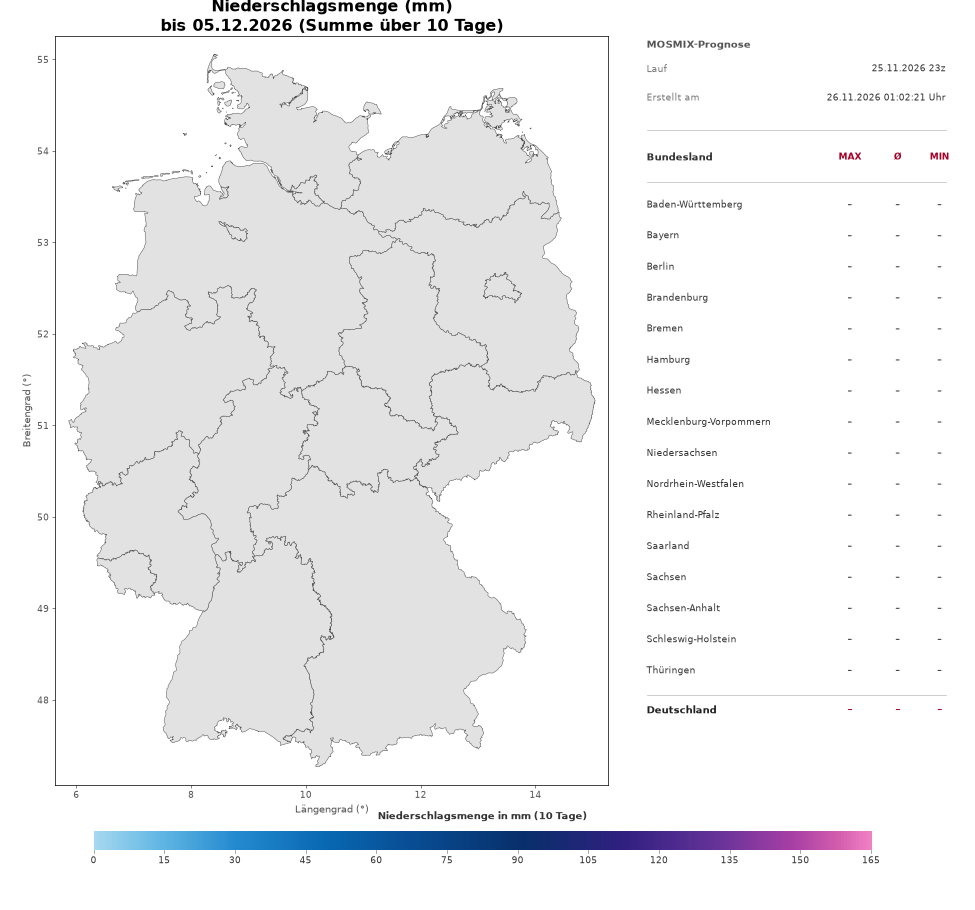 Niederschlagsmenge (mm)
bis 05.12.2026 (Summe über 10 Tage)
55
54
53
52
51
50
49
48
Breitengrad (°)
6
8
10
12
14
Längengrad (°)
MOSMIX-Prognose
Lauf 25.11.2026 23z
Erstellt am 26.11.2026 01:02:21 Uhr
Bundesland MAX Ø MIN
Baden-Württemberg – – –
Bayern – – –
Berlin – – –
Brandenburg – – –
Bremen – – –
Hamburg – – –
Hessen – – –
Mecklenburg-Vorpommern – – –
Niedersachsen – – –
Nordrhein-Westfalen – – –
Rheinland-Pfalz – – –
Saarland – – –
Sachsen – – –
Sachsen-Anhalt – – –
Schleswig-Holstein – – –
Thüringen – – –
Deutschland – – –
Niederschlagsmenge in mm (10 Tage)
0 15 30 45 60 75 90 105 120 135 150 165